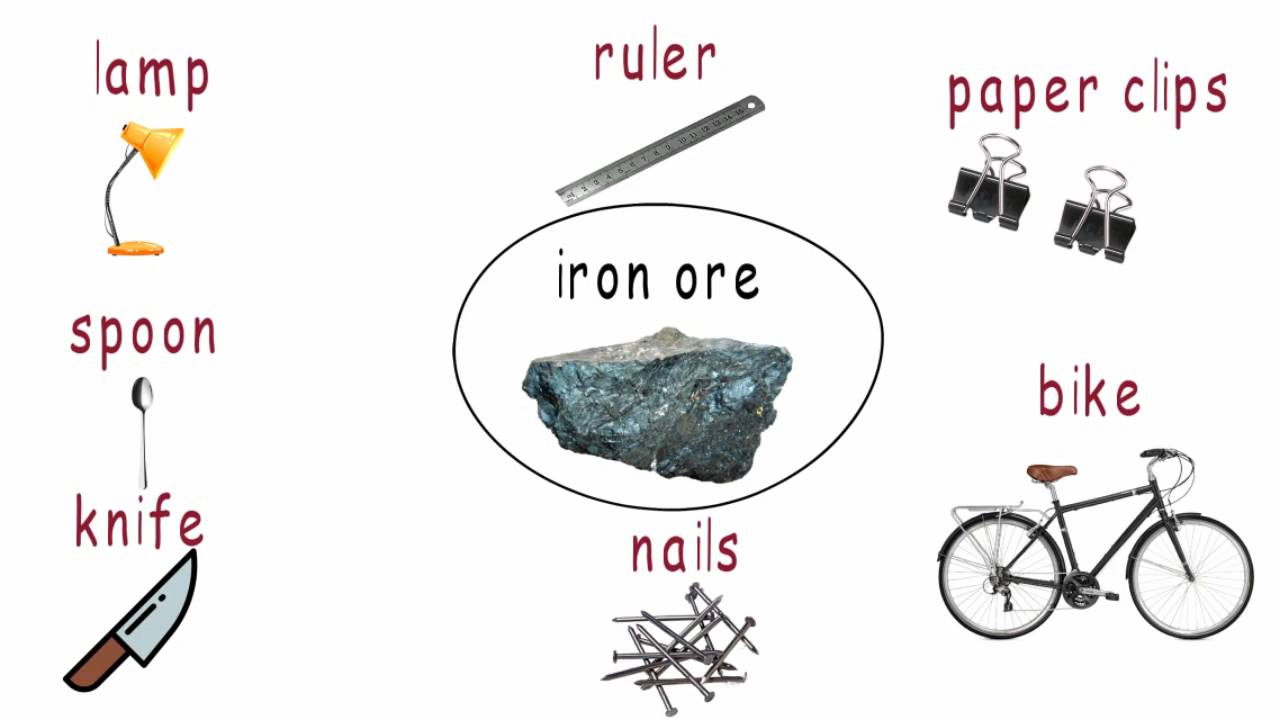 lamp
ruler
paper clips
iron ore
spoon
bike
knife
nails